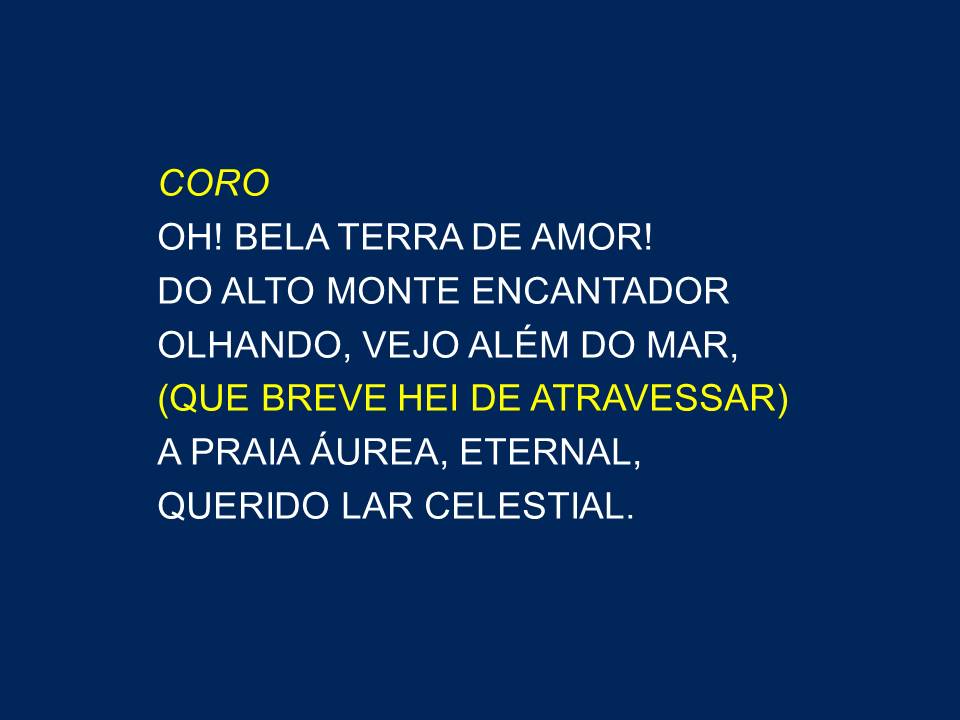 CORO
OH! BELA TERRA DE AMOR!
DO ALTO MONTE ENCANTADOR
OLHANDO, VEJO ALÉM DO MAR,
(QUE BREVE HEI DE ATRAVESSAR)
A PRAIA ÁUREA, ETERNAL,
QUERIDO LAR CELESTIAL.